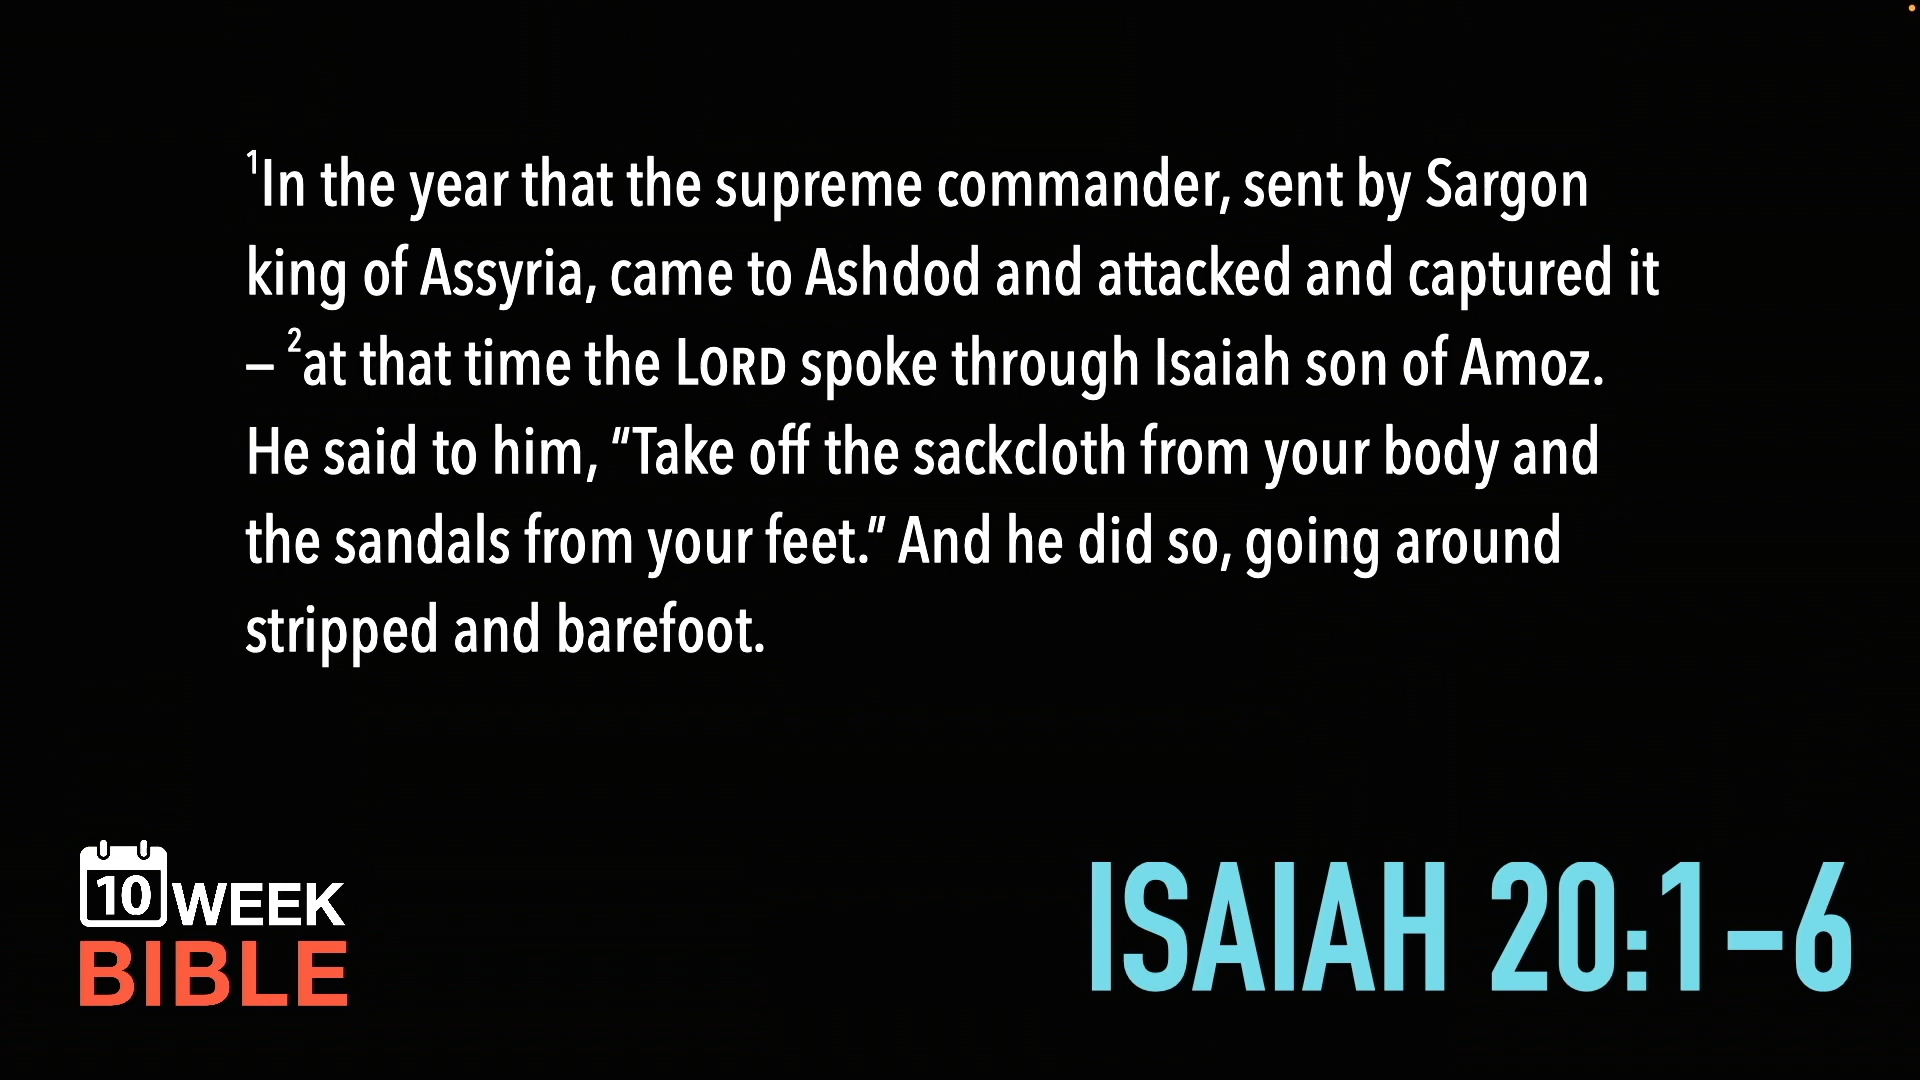 ¹In the year that the supreme commander, sent by Sargon
king of Assyria, came to Ashdod and attacked and captured it
– ²at that time the LORD spoke through Isaiah son of Amoz.
He said to him, “Take off the sackcloth from your body and
the sandals from your feet.” And he did so, going around
stripped and barefoot.
10 WEEK
BIBLE
ISAIAH 20:1–6